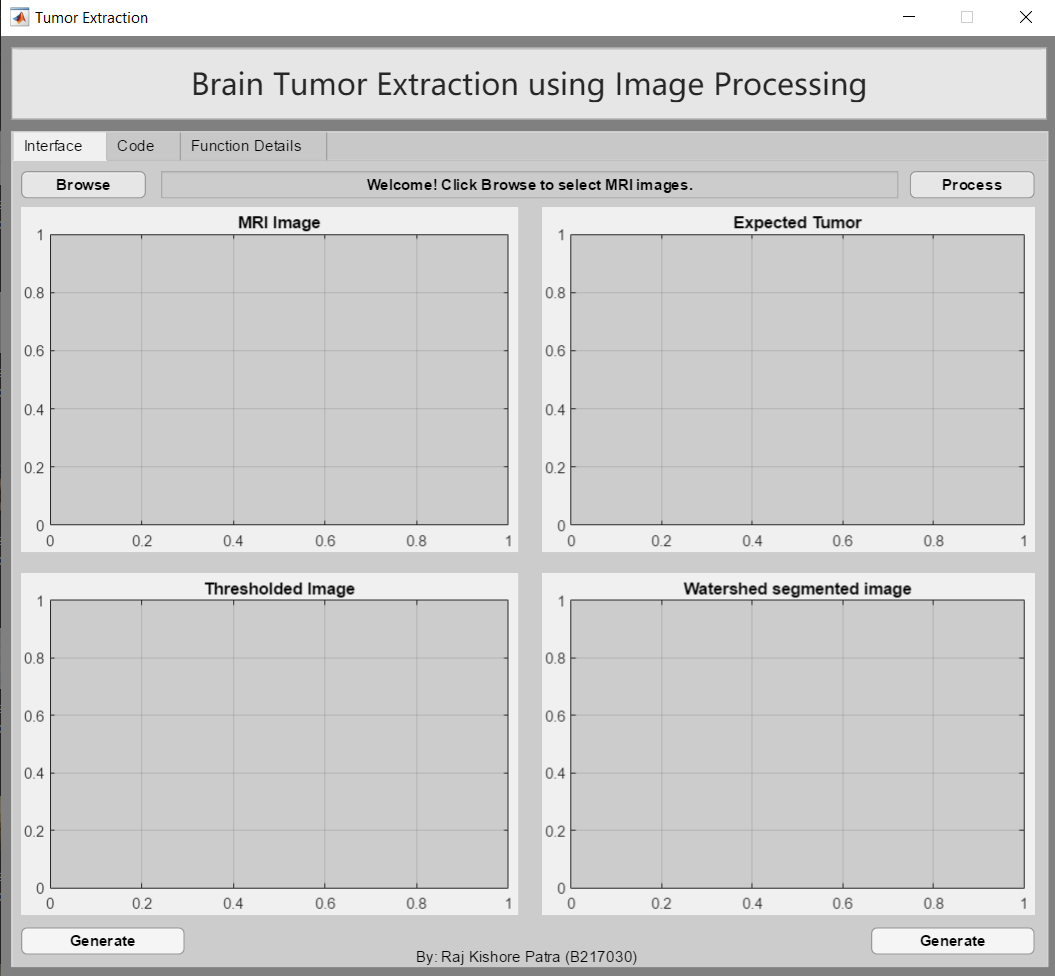 Tumor Extraction
Brain Tumor Extraction using Image Processing
Interface Code Function Details
Browse Welcome! Click Browse to select MRI images. Process
MRI Image
1
0.8
0.6
0.4
0.2
0
0 0.2 0.4 0.6 0.8 1
Expected Tumor
1
0.8
0.6
0.4
0.2
0
0 0.2 0.4 0.6 0.8 1
Thresholded Image
1
0.8
0.6
0.4
0.2
0
0 0.2 0.4 0.6 0.8 1
Watershed segmented image
1
0.8
0.6
0.4
0.2
0
0 0.2 0.4 0.6 0.8 1
Generate Generate
By: Raj Kishore Patra (B217030)